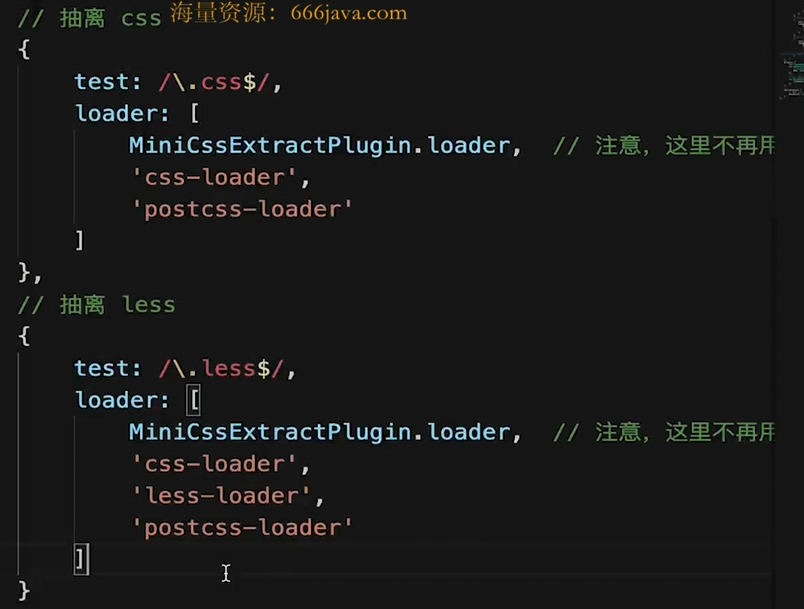 // 抽离 css 海量资源：666java.com
{
    test: /\.css$/,
    loader: [
        MiniCssExtractPlugin.loader,  // 注意，这里不再用
        'css-loader',
        'postcss-loader'
    ]
},
// 抽离 less
{
    test: /\.less$/,
    loader: [
        MiniCssExtractPlugin.loader,  // 注意，这里不再用
        'css-loader',
        'less-loader',
        'postcss-loader'
    ]
}